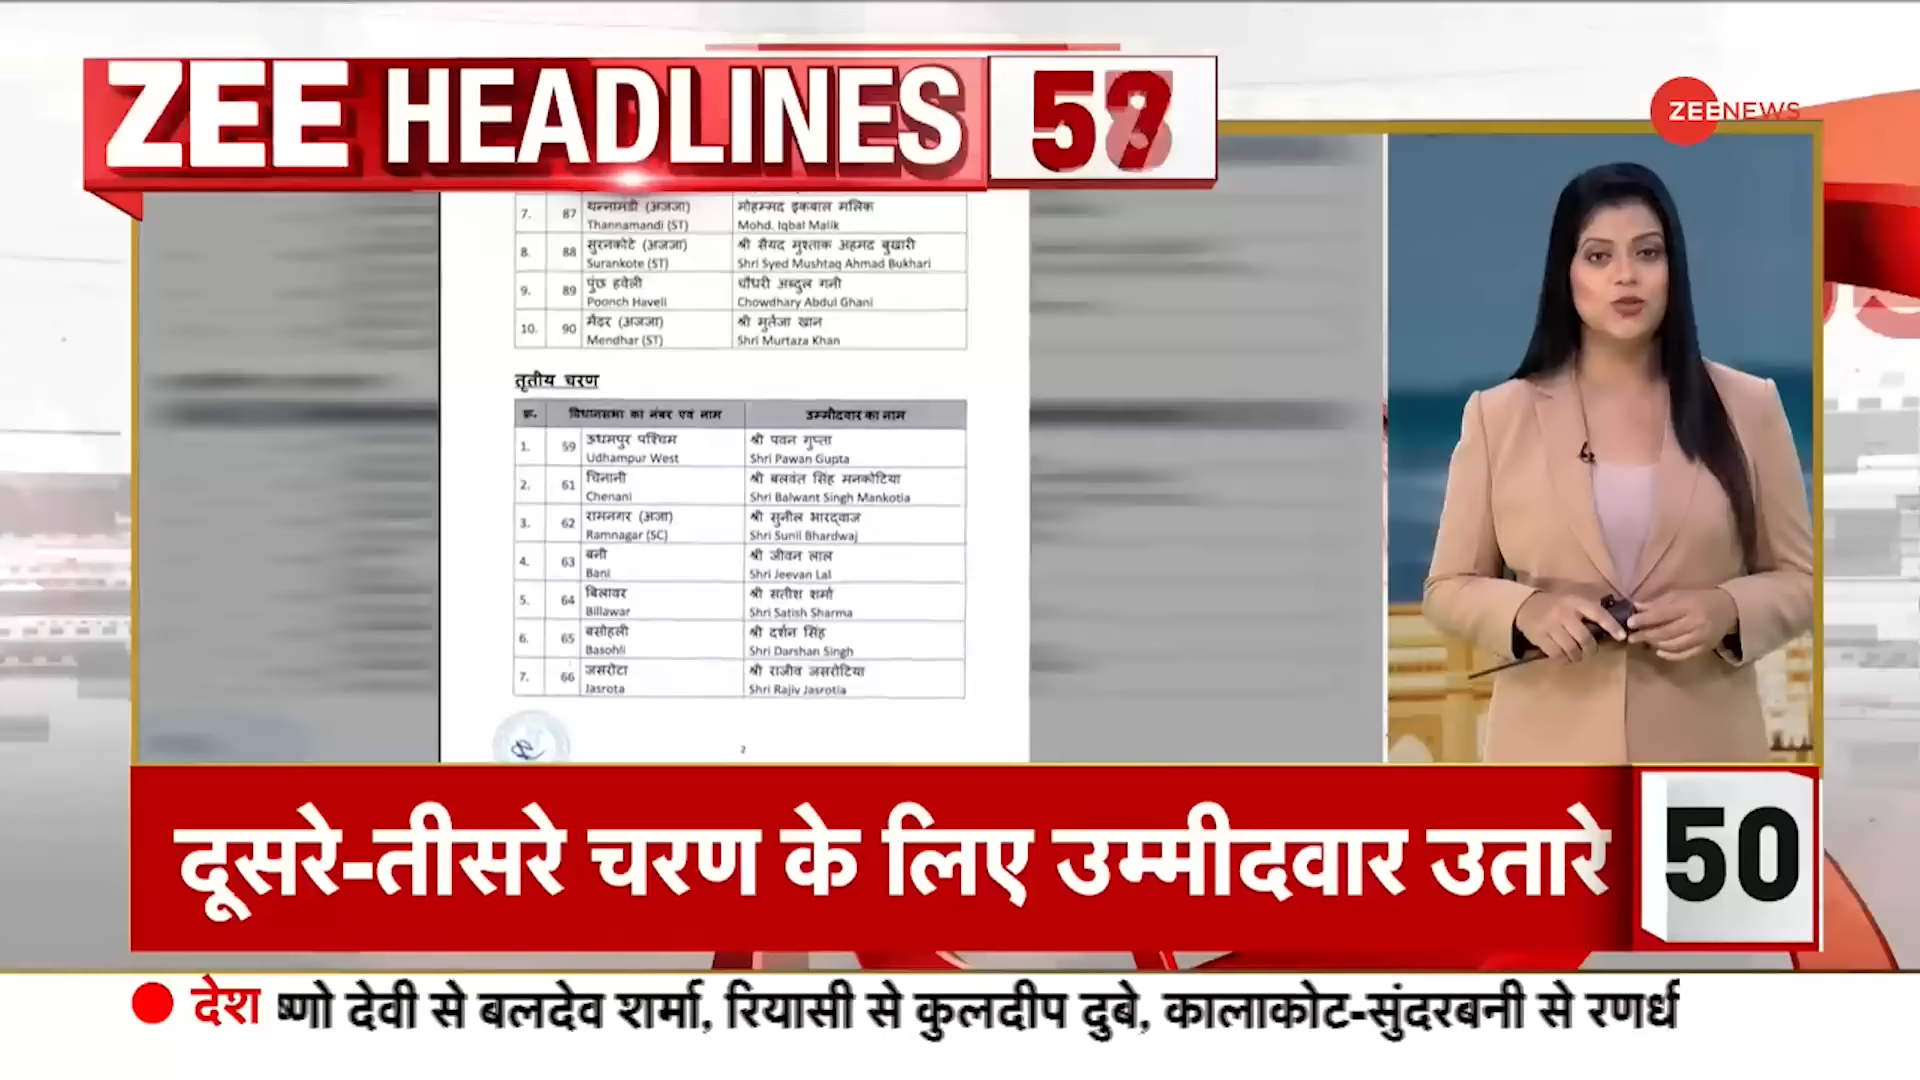 ZEE HEADLINES
ZEENEWS
7. 87 थन्नामंडी (अजजा) मोहम्मद इकबाल मलिक
Thannamandi (ST) Mohd. Iqbal Malik
8. 88 सुरनकोटे (अजजा) श्री सैयद मुश्ताक अहमद बुखारी
Surankote (ST) Shri Syed Mushtaq Ahmad Bukhari
9. 89 पुंछ हवेली चौधरी अब्दुल गनी
Poonch Haveli Chowdhary Abdul Ghani
10. 90 मेंढर (अजजा) श्री मुर्तजा खान
Mendhar (ST) Shri Murtaza Khan
तृतीय चरण
क्र. विधानसभा का नंबर एवं नाम उम्मीदवार का नाम
1. 59 उधमपुर पश्चिम श्री पवन गुप्ता
Udhampur West Shri Pawan Gupta
2. 61 चिनानी श्री बलवंत सिंह मनकोटिया
Chenani Shri Balwant Singh Mankotia
3. 62 रामनगर (अजा) श्री सुनील भारद्वाज
Ramnagar (SC) Shri Sunil Bhardwaj
4. 63 बनी श्री जीवन लाल
Bani Shri Jeevan Lal
5. 64 बिलावर श्री सतीश शर्मा
Billawar Shri Satish Sharma
6. 65 बसोहली श्री दर्शन सिंह
Basohli Shri Darshan Singh
7. 66 जसरोटा श्री राजीव जसरोटिया
Jasrota Shri Rajiv Jasrotia
2
दूसरे-तीसरे चरण के लिए उम्मीदवार उतारे 50
देश ष्णो देवी से बलदेव शर्मा, रियासी से कुलदीप दुबे, कालाकोट-सुंदरबनी से रणर्ध